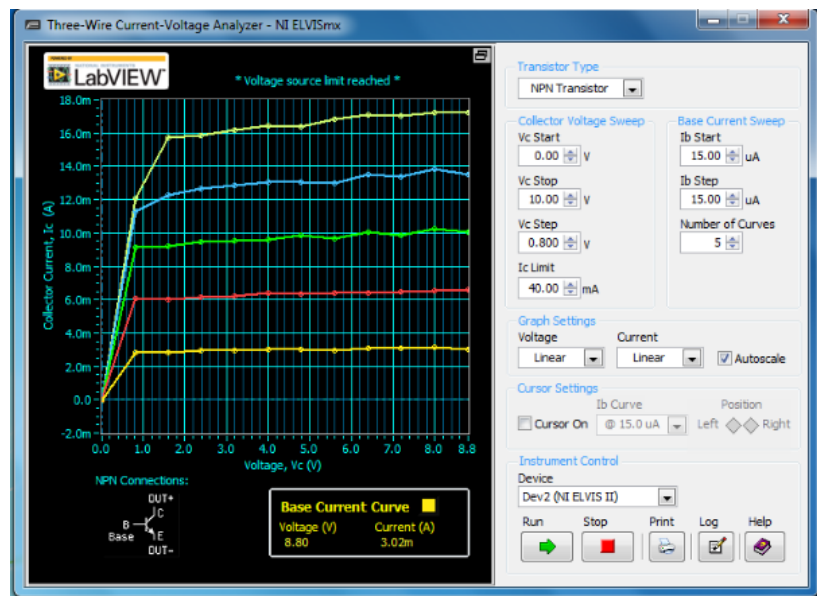 Three-Wire Current-Voltage Analyzer - NI ELVISmx
LabVIEW
* Voltage source limit reached *
18.0m
16.0m
14.0m
12.0m
10.0m
8.0m
6.0m
4.0m
2.0m
0.0
-2.0m
Collector Current, Ic (A)
0.0 1.0 2.0 3.0 4.0 5.0 6.0 7.0 8.0 8.8
Voltage, Vc (V)
NPN Connections:
OUT+
C
B
Base
E
OUT-
Base Current Curve
Voltage (V) Current (A)
8.80 3.02m
Transistor Type
NPN Transistor
Collector Voltage Sweep
Vc Start
0.00 V
Vc Stop
10.00 V
Vc Step
0.800 V
Ic Limit
40.00 mA
Base Current Sweep
Ib Start
15.00 uA
Ib Step
15.00 uA
Number of Curves
5
Graph Settings
Voltage Current
Linear Linear Autoscale
Cursor Settings
Ib Curve Position
Cursor On @ 15.0 uA Left Right
Instrument Control
Device
Dev2 (NI ELVIS II)
Run Stop Print Log Help